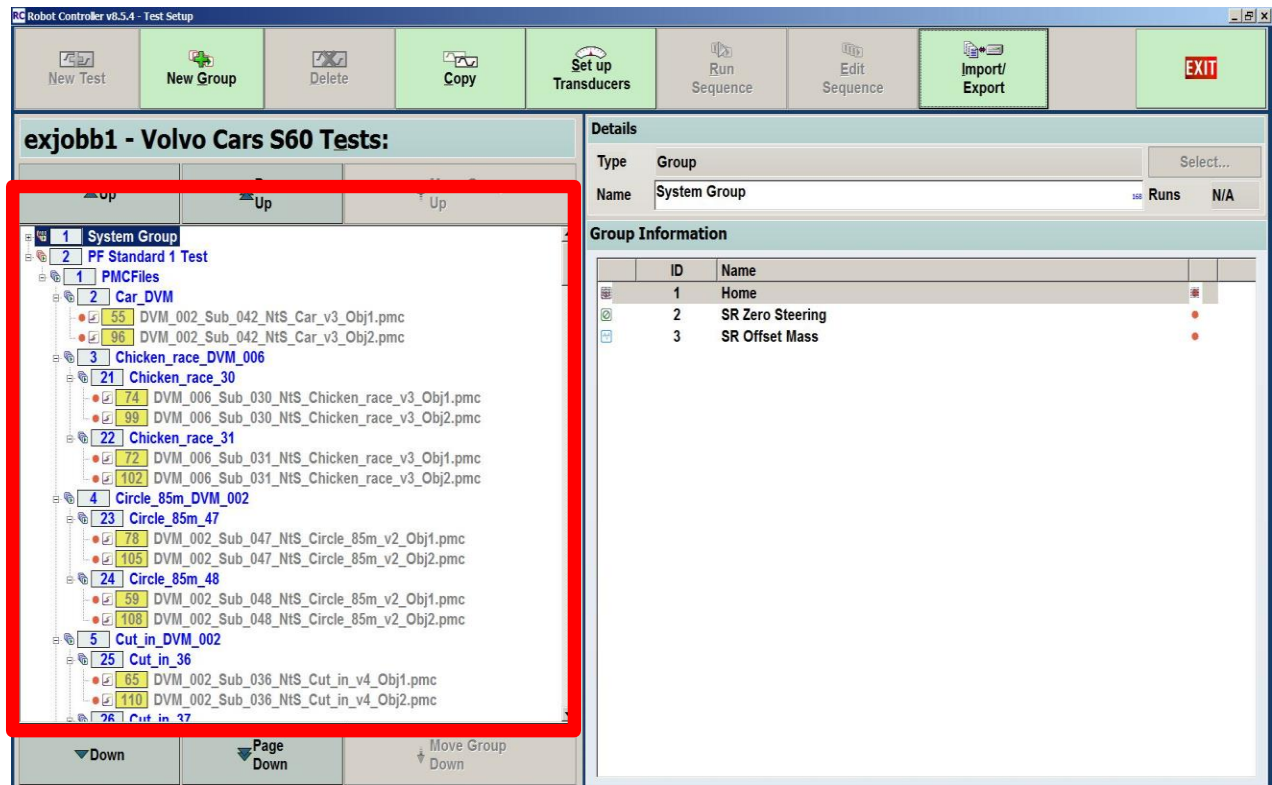 RC Robot Controller v8.5.4 - Test Setup
New Test
New Group
Delete
Copy
Set up Transducers
Run Sequence
Edit Sequence
Import/ Export
EXIT
exjobb1 - Volvo Cars S60 Tests:
Up
Up
Up
1 System Group
2 PF Standard 1 Test
1 PMCFiles
2 Car_DVM
55 DVM_002_Sub_042_NtS_Car_v3_Obj1.pmc
96 DVM_002_Sub_042_NtS_Car_v3_Obj2.pmc
3 Chicken_race_DVM_006
21 Chicken_race_30
74 DVM_006_Sub_030_NtS_Chicken_race_v3_Obj1.pmc
99 DVM_006_Sub_030_NtS_Chicken_race_v3_Obj2.pmc
22 Chicken_race_31
72 DVM_006_Sub_031_NtS_Chicken_race_v3_Obj1.pmc
102 DVM_006_Sub_031_NtS_Chicken_race_v3_Obj2.pmc
4 Circle_85m_DVM_002
23 Circle_85m_47
78 DVM_002_Sub_047_NtS_Circle_85m_v2_Obj1.pmc
105 DVM_002_Sub_047_NtS_Circle_85m_v2_Obj2.pmc
24 Circle_85m_48
59 DVM_002_Sub_048_NtS_Circle_85m_v2_Obj1.pmc
108 DVM_002_Sub_048_NtS_Circle_85m_v2_Obj2.pmc
5 Cut_in_DVM_002
25 Cut_in_36
65 DVM_002_Sub_036_NtS_Cut_in_v4_Obj1.pmc
110 DVM_002_Sub_036_NtS_Cut_in_v4_Obj2.pmc
26 Cut_in_37
Down
Page Down
Move Group Down
Details
Type Group Select...
Name System Group 168 Runs N/A
Group Information
ID Name
1 Home
2 SR Zero Steering
3 SR Offset Mass